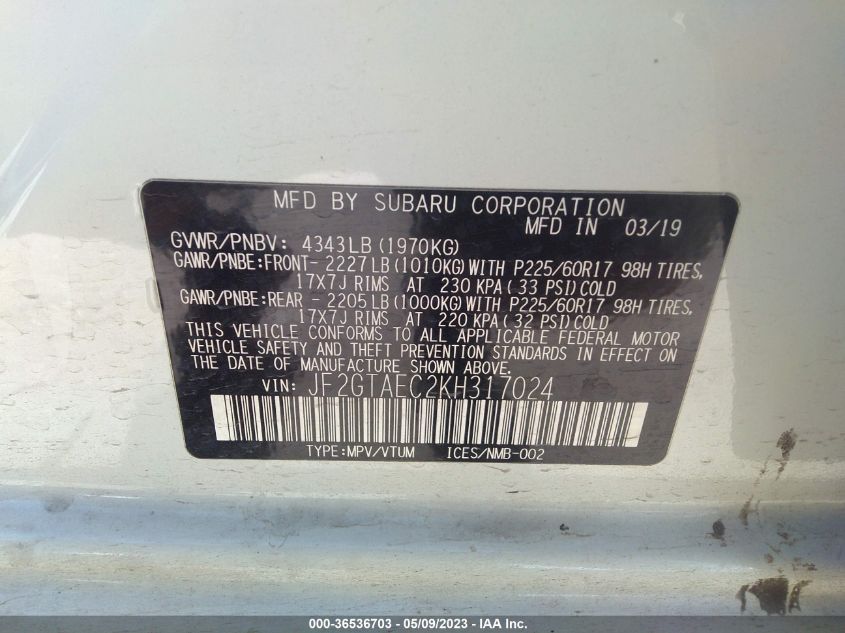 MFD BY SUBARU CORPORATION
MFD IN 03/19
GVWR/PNBV: 4343LB (1970KG)
GAWR/PNBE:FRONT- 2227LB (1010KG) WITH P225/60R17 98H TIRES,
17X7J RIMS AT 230 KPA (33 PSI) COLD
GAWR/PNBE:REAR - 2205LB (1000KG) WITH P225/60R17 98H TIRES,
17X7J RIMS AT 220 KPA (32 PSI) COLD
THIS VEHICLE CONFORMS TO ALL APPLICABLE FEDERAL MOTOR
VEHICLE SAFETY AND THEFT PREVENTION STANDARDS IN EFFECT ON
THE DATE OF MANUFACTURE SHOWN ABOVE.
VIN: JF2GTAEC2KH317024
TYPE:MPV/VTUM ICES/NMB-002
000-36536703 - 05/09/2023 - IAA Inc.